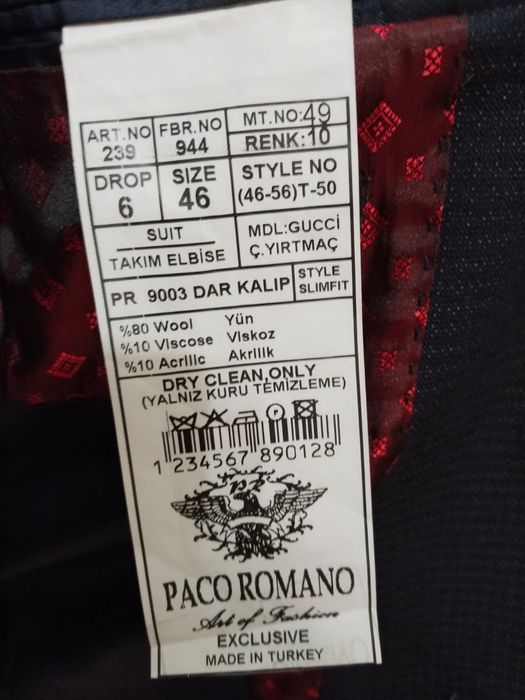 ART.NO FBR.NO MT.NO:49
239 944 RENK:10
DROP SIZE STYLE NO
6 46 (46-56)T-50
SUIT MDL:GUCCİ
TAKIM ELBİSE Ç.YIRTMAÇ
PR 9003 DAR KALIP STYLE
SLIMFIT
%80 Wool Yün
%10 Viscose Viskoz
%10 Acrilic Akrilik
DRY CLEAN,ONLY
(YALNIZ KURU TEMİZLEME)
P
1 234567 890128
PR
PACO ROMANO
Art of Fashion
EXCLUSIVE
MADE IN TURKEY